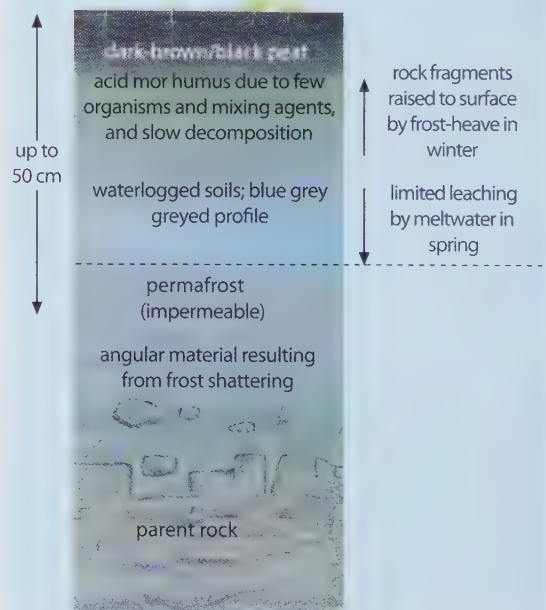 dark-brown/black peat
acid mor humus due to few
organisms and mixing agents,
and slow decomposition
up to
50 cm
waterlogged soils; blue grey
greyed profile
permafrost
(impermeable)
angular material resulting
from frost shattering
parent rock
rock fragments
raised to surface
by frost-heave in
winter
limited leaching
by meltwater in
spring